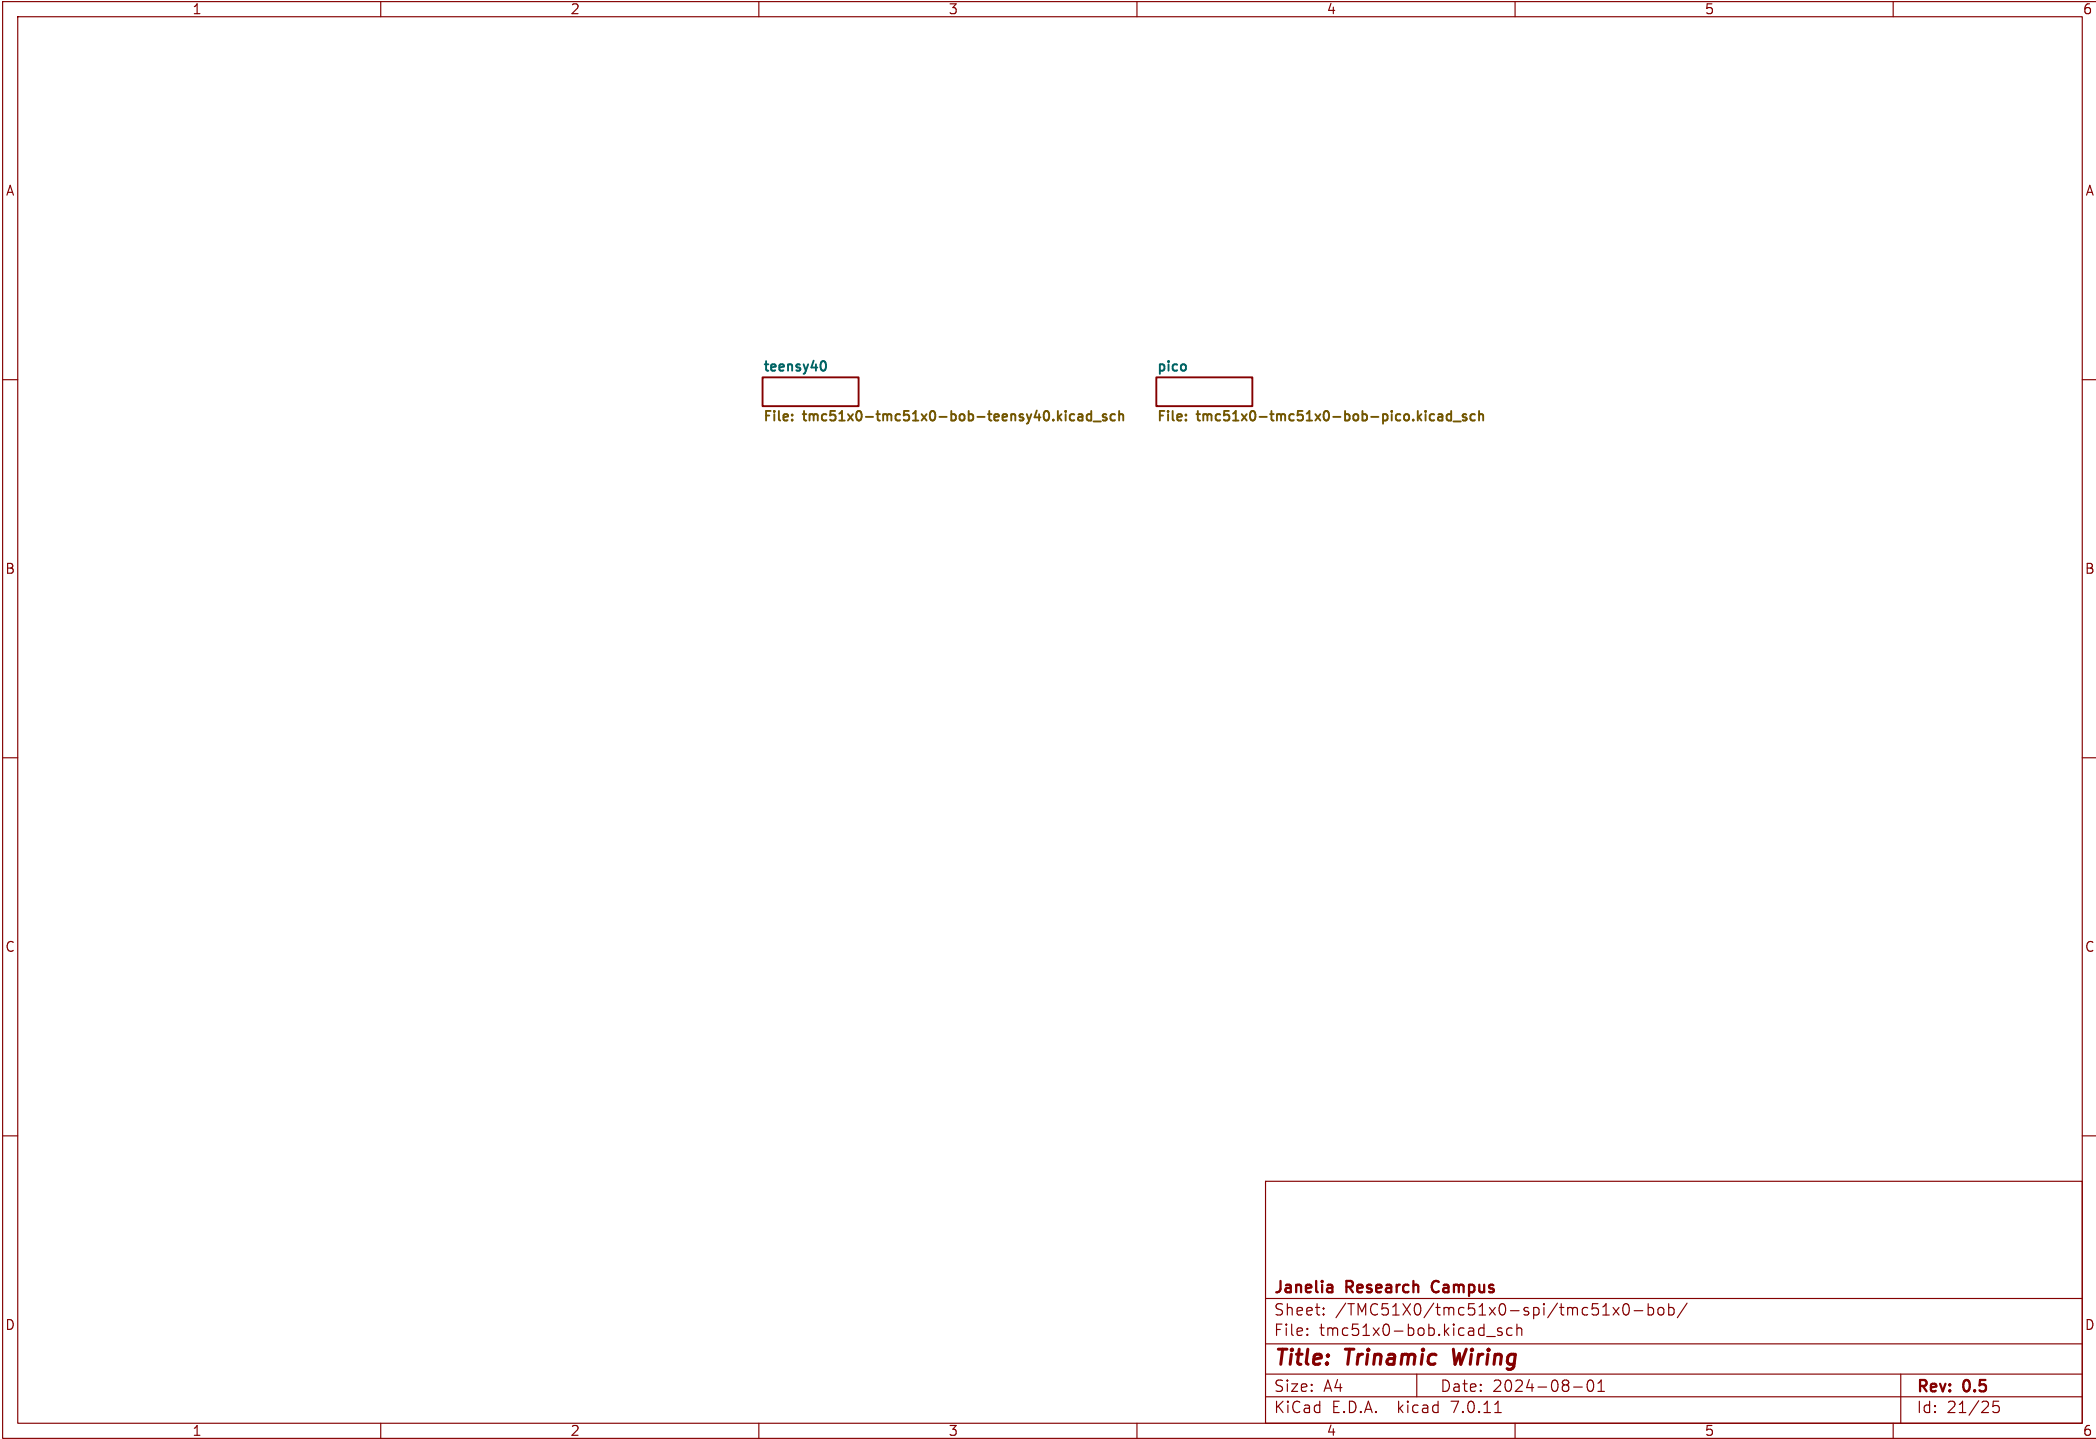 1 2 3 4 5 6
A A
teensy40 pico
File: tmc51x0-tmc51x0-bob-teensy40.kicad_sch File: tmc51x0-tmc51x0-bob-pico.kicad_sch
B B
C C
Janelia Research Campus
Sheet: /TMC51X0/tmc51x0-spi/tmc51x0-bob/
D D
File: tmc51x0-bob.kicad_sch
Title: Trinamic Wiring
Size: A4 Date: 2024-08-01 Rev: 0.5
KiCad E.D.A. kicad 7.0.11 Id: 21/25
1 2 3 4 5 6